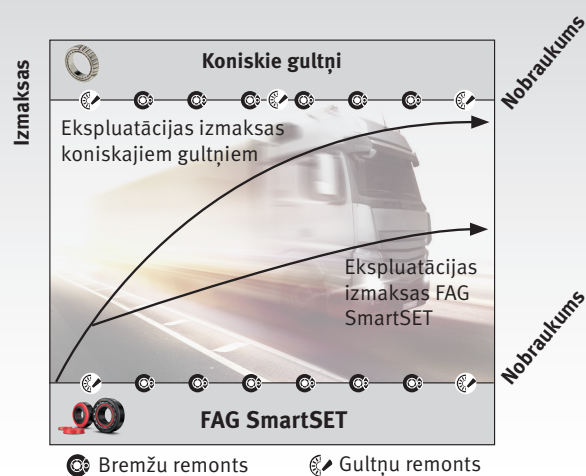 Koniskie gultņi
Izmaksas
Nobraukums
Ekspluatācijas izmaksas
koniskajiem gultņiem
Ekspluatācijas
izmaksas FAG
SmartSET
Nobraukums
FAG SmartSET
Bremžu remonts
Gultņu remonts